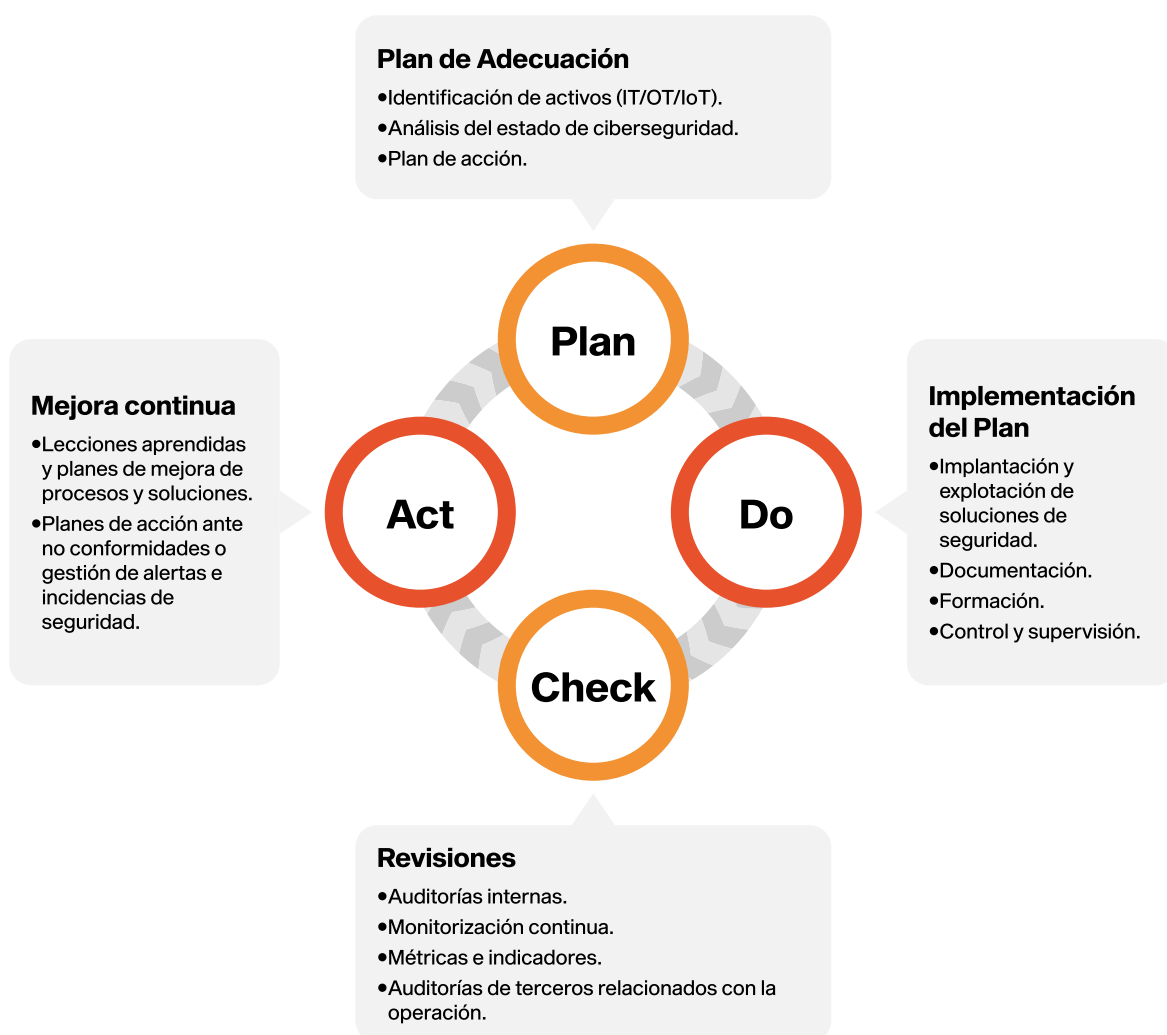 Plan de Adecuación
•Identificación de activos (IT/OT/IoT).
•Análisis del estado de ciberseguridad.
•Plan de acción.
Plan
Mejora continua
•Lecciones aprendidas
y planes de mejora de
procesos y soluciones.
•Planes de acción ante
no conformidades o
gestión de alertas e
incidencias de
seguridad.
Act
Do
Implementación
del Plan
•Implantación y
explotación de
soluciones de
seguridad.
•Documentación.
•Formación.
•Control y supervisión.
Check
Revisiones
•Auditorías internas.
•Monitorización continua.
•Métricas e indicadores.
•Auditorías de terceros relacionados con la
operación.